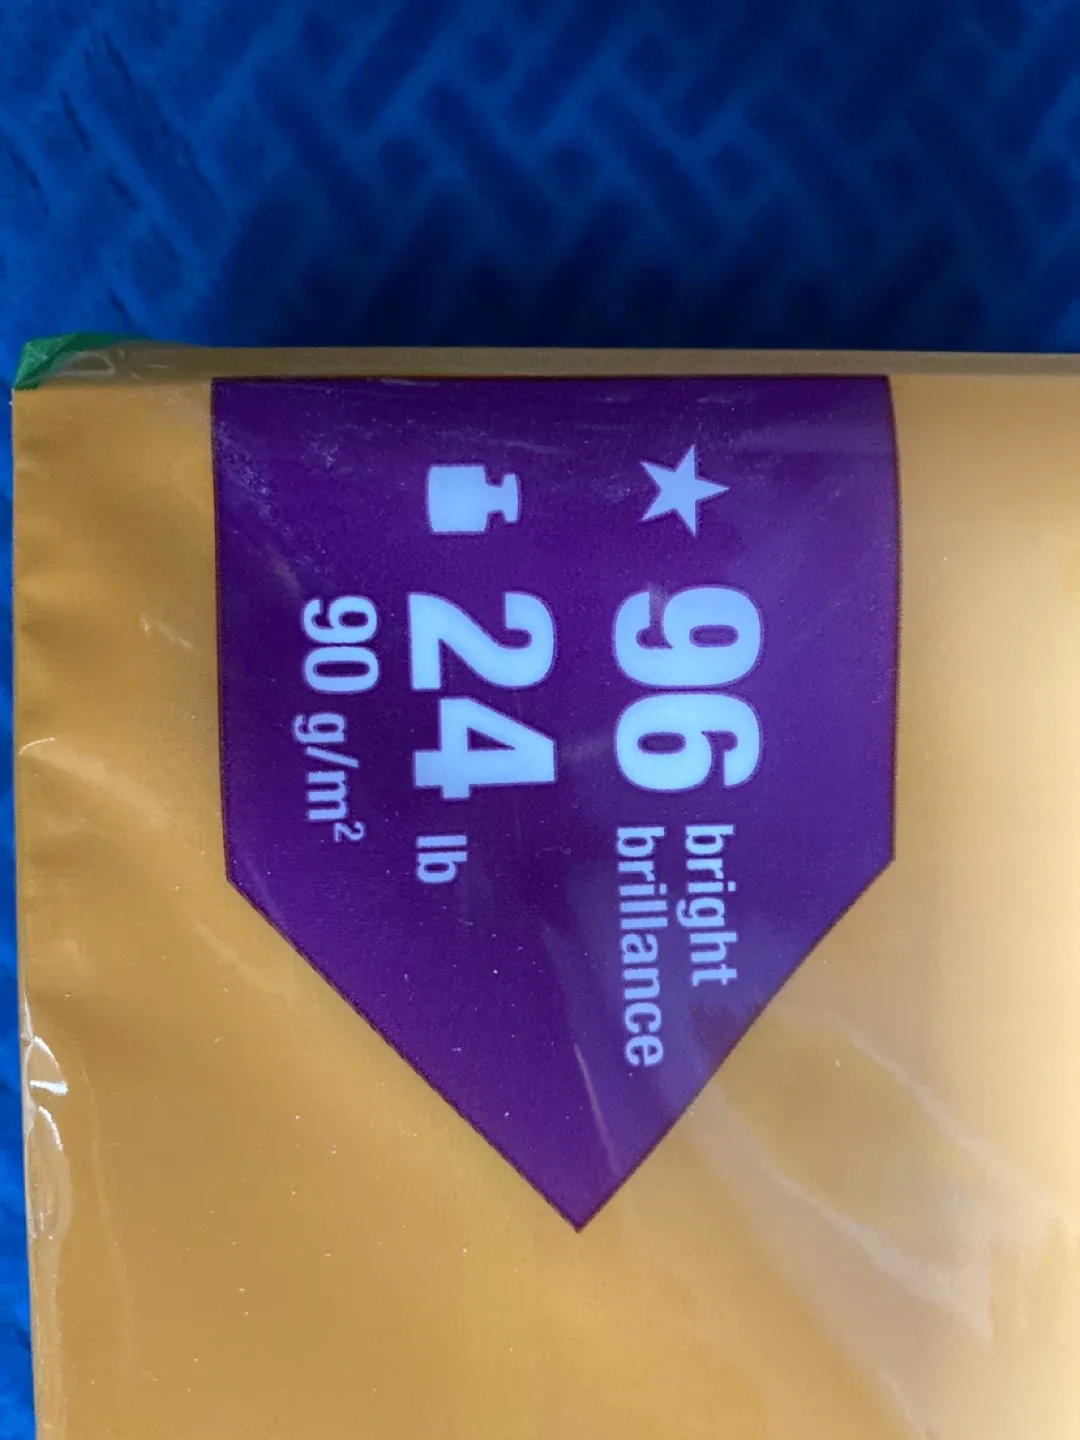 96 bright
brillance
24 lb
90 g/m²